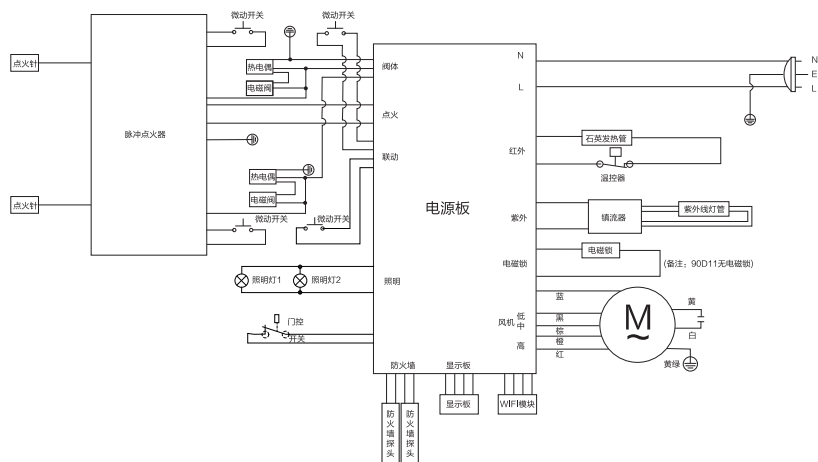 微动开关
微动开关
点火针
热电偶
电磁阀
脉冲点火器
热电偶
电磁阀
点火针
微动开关
微动开关
照明灯1
照明灯2
门控
开关
电源板
阀体
点火
联动
照明
N
L
红外
紫外
电磁锁
风机
低
中
高
防火墙
显示板
N
E
L
石英发热管
温控器
镇流器
紫外线灯管
电磁锁
(备注：90D11无电磁锁)
蓝
黑
棕
橙
红
M
~
黄
白
黄绿
防火墙探头
防火墙探头
显示板
WIFI模块